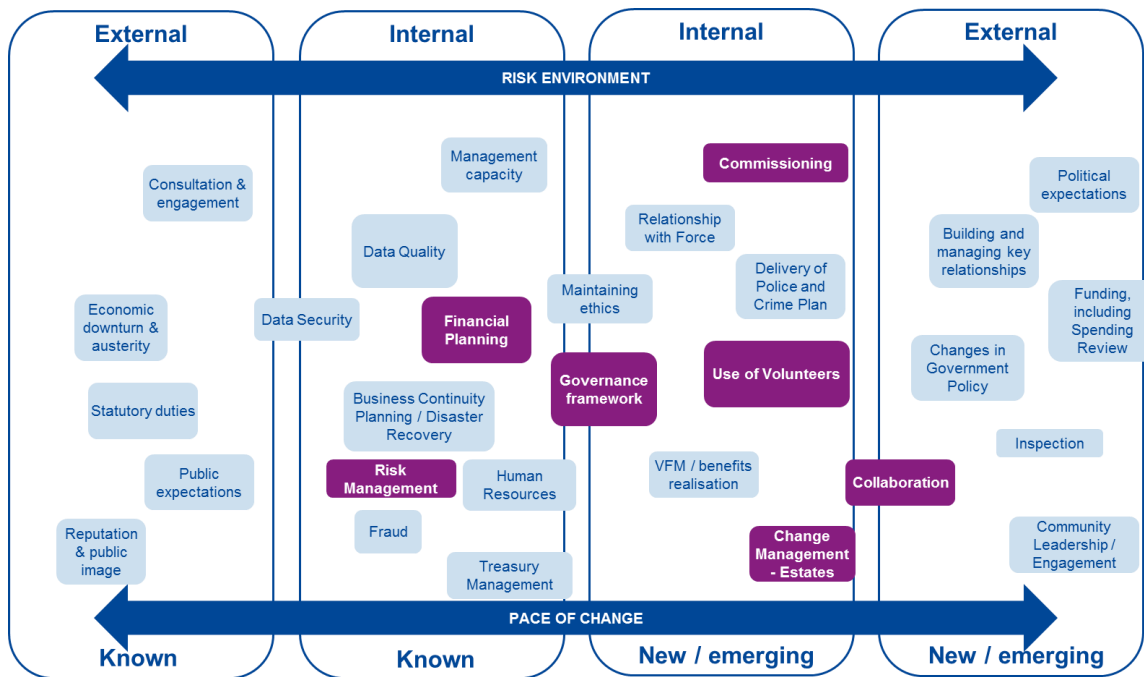 External
Internal
Internal
External
RISK ENVIRONMENT
Consultation &
engagement
Economic
downturn &
austerity
Statutory duties
Public
expectations
Reputation
& public
image
Data Security
Management
capacity
Data Quality
Financial
Planning
Business Continuity
Planning / Disaster
Recovery
Risk
Management
Human
Resources
Fraud
Treasury
Management
Maintaining
ethics
Governance
framework
Commissioning
Relationship
with Force
Delivery of
Police and
Crime Plan
Use of Volunteers
VFM / benefits
realisation
Change
Management
- Estates
Collaboration
Political
expectations
Building and
managing key
relationships
Funding,
including
Spending
Review
Changes in
Government
Policy
Inspection
Community
Leadership /
Engagement
PACE OF CHANGE
Known
Known
New / emerging
New / emerging